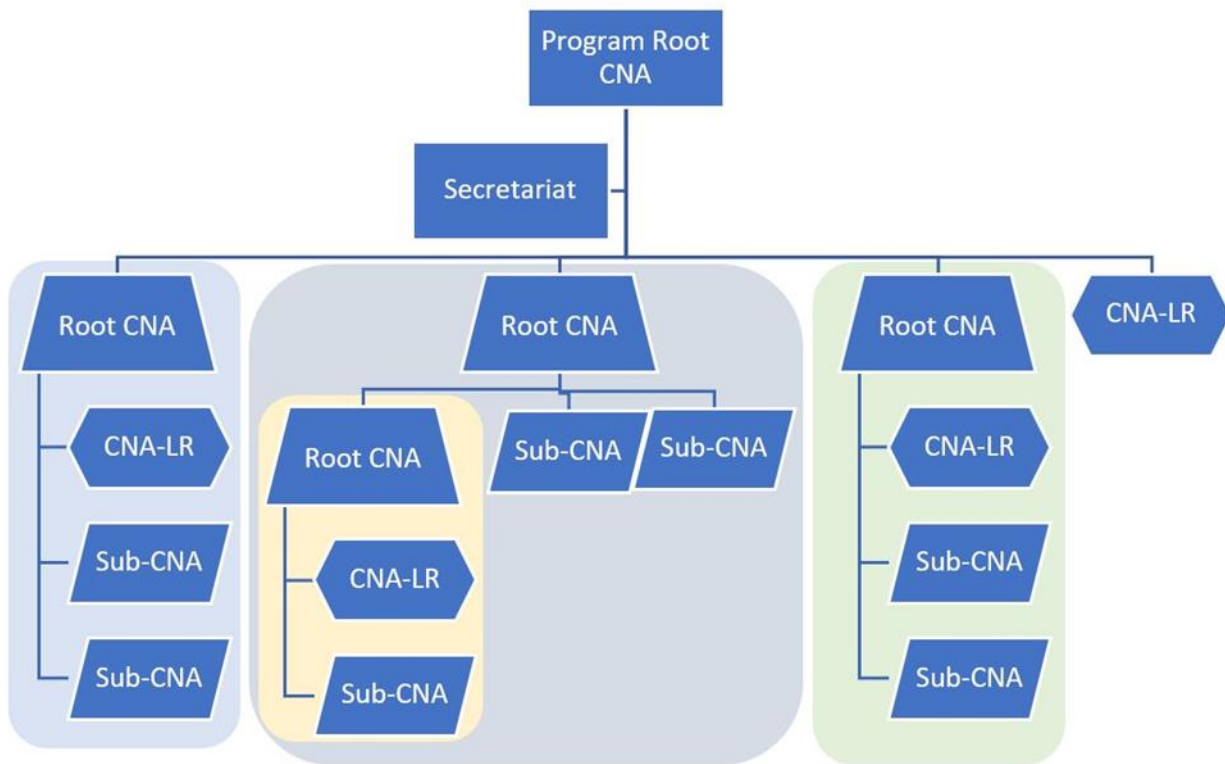 Program Root
CNA
Secretariat
Root CNA
Root CNA
Root CNA
CNA-LR
CNA-LR
Root CNA
Sub-CNA
Sub-CNA
CNA-LR
Sub-CNA
CNA-LR
Sub-CNA
Sub-CNA
Sub-CNA
Sub-CNA